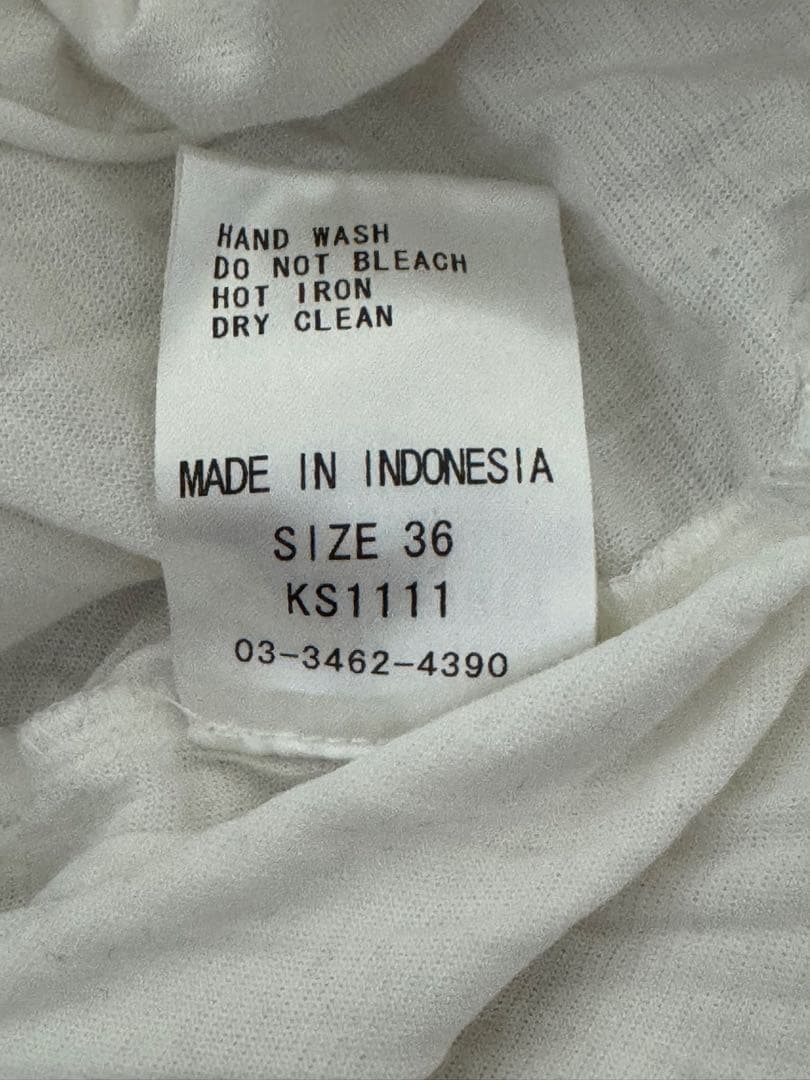 HAND WASH
DO NOT BLEACH
HOT IRON
DRY CLEAN
MADE IN INDONESIA
SIZE 36
KS1111
03-3462-4390